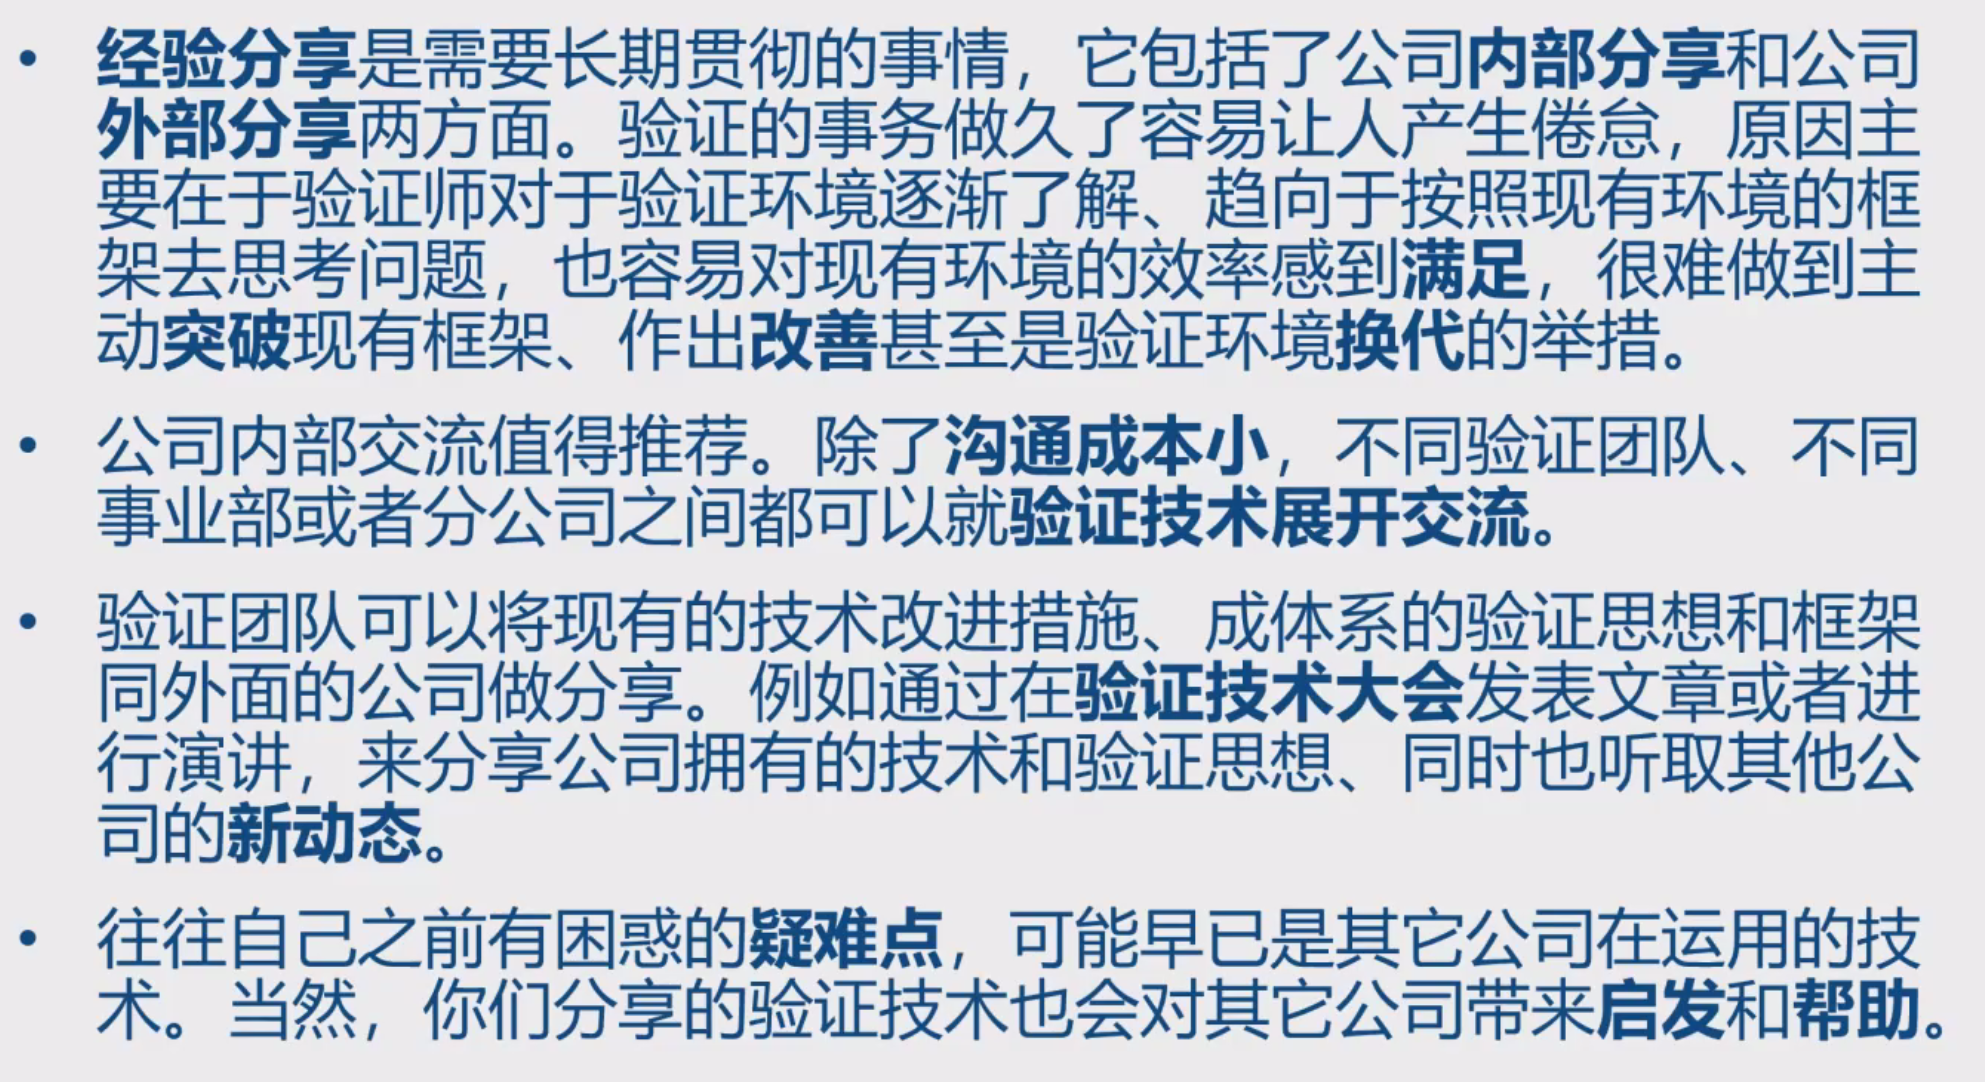 • 经验分享是需要长期贯彻的事情，它包括了公司内部分享和公司
外部分享两方面。验证的事务做久了容易让人产生倦怠，原因主
要在于验证师对于验证环境逐渐了解、趋向于按照现有环境的框
架去思考问题，也容易对现有环境的效率感到满足，很难做到主
动突破现有框架、作出改善甚至是验证环境换代的举措。
• 公司内部交流值得推荐。除了沟通成本小，不同验证团队、不同
事业部或者分公司之间都可以就验证技术展开交流。
• 验证团队可以将现有的技术改进措施、成体系的验证思想和框架
同外面的公司做分享。例如通过在验证技术大会发表文章或者进
行演讲，来分享公司拥有的技术和验证思想、同时也听取其他公
司的新动态。
• 往往自己之前有困惑的疑难点，可能早已是其它公司在运用的技
术。当然，你们分享的验证技术也会对其它公司带来启发和帮助。